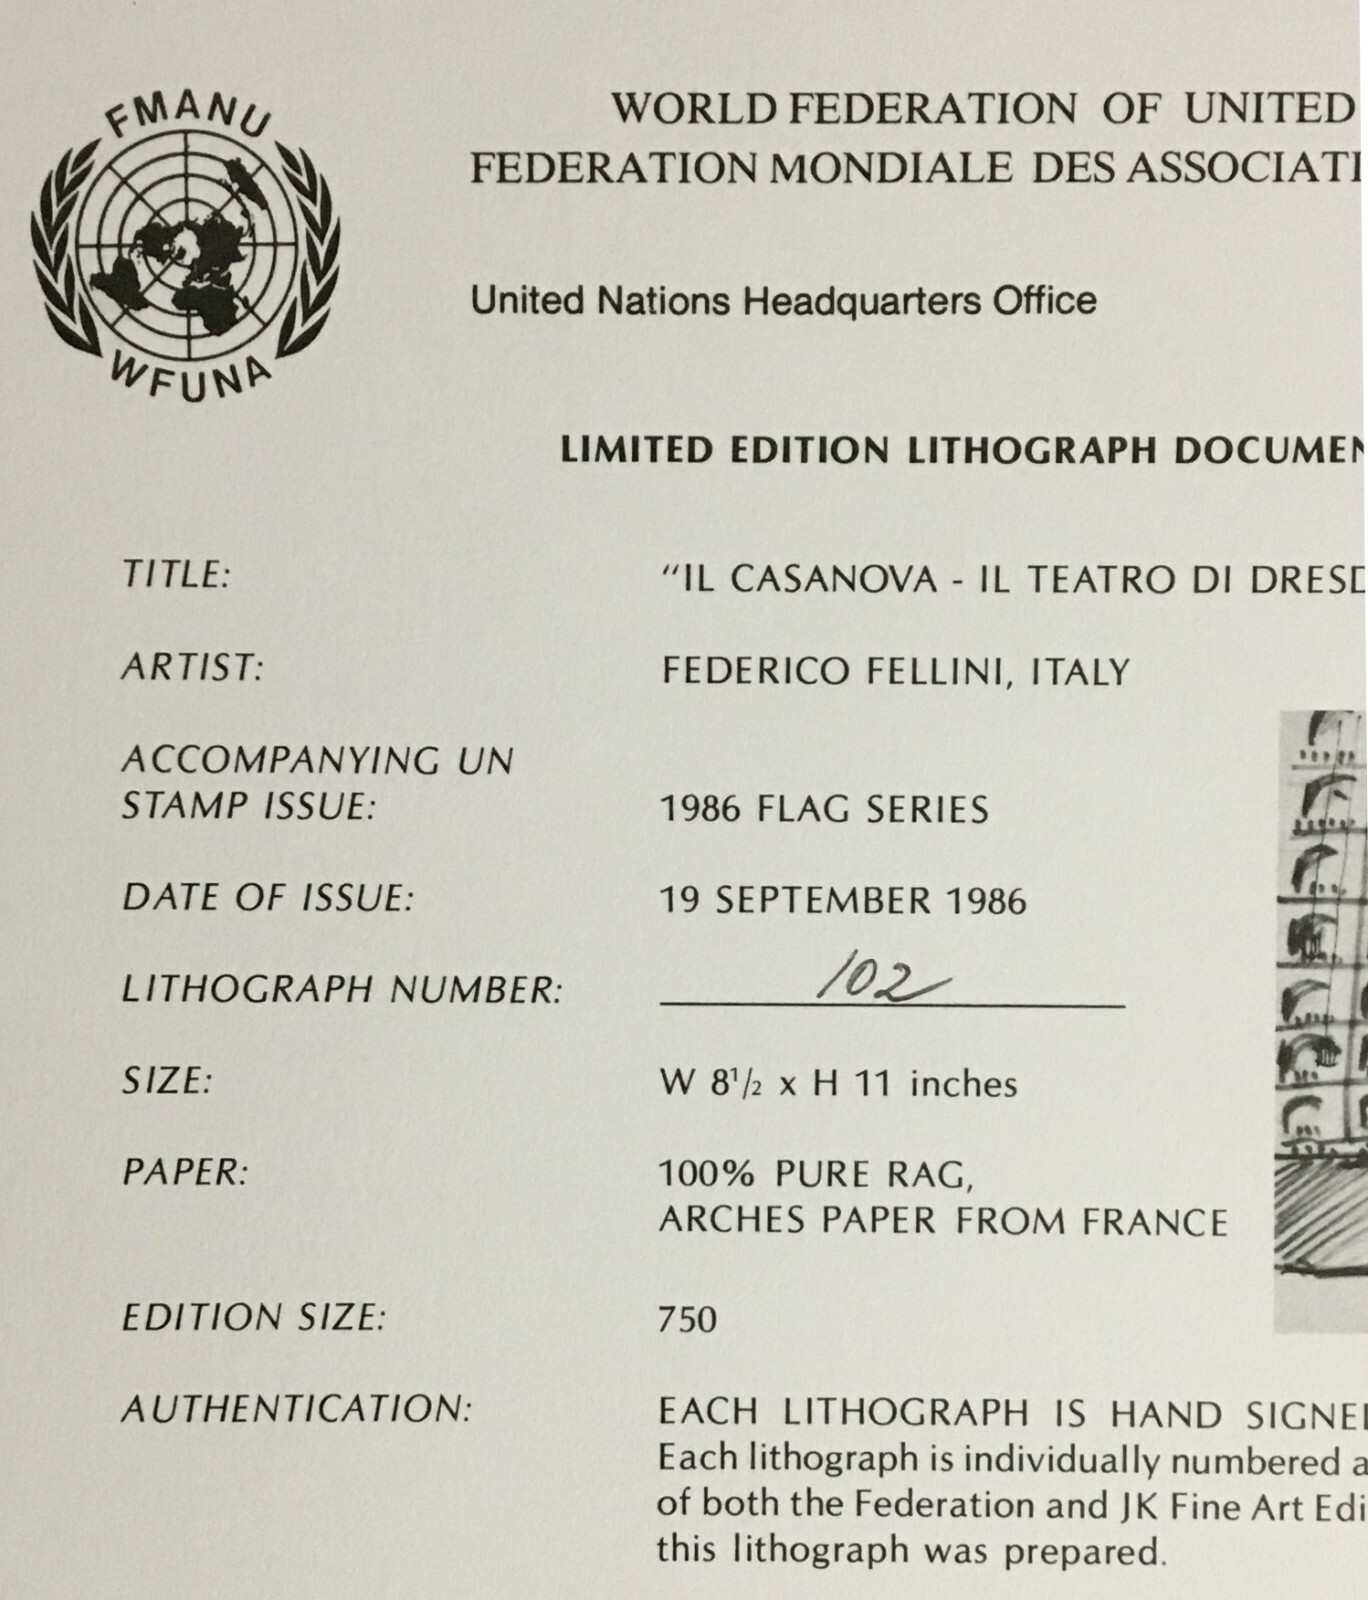 FMANU
WFUNA
WORLD FEDERATION OF UNITED
FEDERATION MONDIALE DES ASSOCIATI
United Nations Headquarters Office
LIMITED EDITION LITHOGRAPH DOCUMEN
TITLE: "IL CASANOVA - IL TEATRO DI DRESD
ARTIST: FEDERICO FELLINI, ITALY
ACCOMPANYING UN
STAMP ISSUE: 1986 FLAG SERIES
DATE OF ISSUE: 19 SEPTEMBER 1986
LITHOGRAPH NUMBER: 102
SIZE: W 8½ x H 11 inches
PAPER: 100% PURE RAG,
ARCHES PAPER FROM FRANCE
EDITION SIZE: 750
AUTHENTICATION: EACH LITHOGRAPH IS HAND SIGNE
Each lithograph is individually numbered a
of both the Federation and JK Fine Art Edi
this lithograph was prepared.